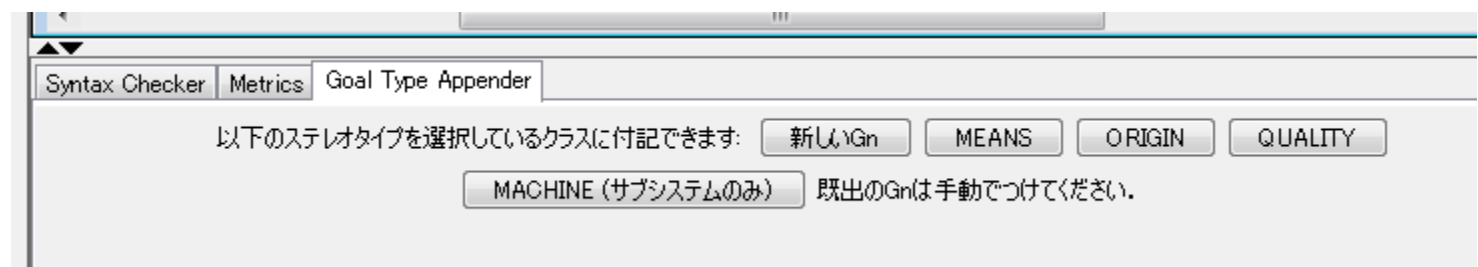 Syntax Checker Metrics Goal Type Appender
以下のステレオタイプを選択しているクラスに付記できます: 新しいGn MEANS ORIGIN QUALITY
MACHINE (サブシステムのみ) 既出のGnは手動でつけてください.